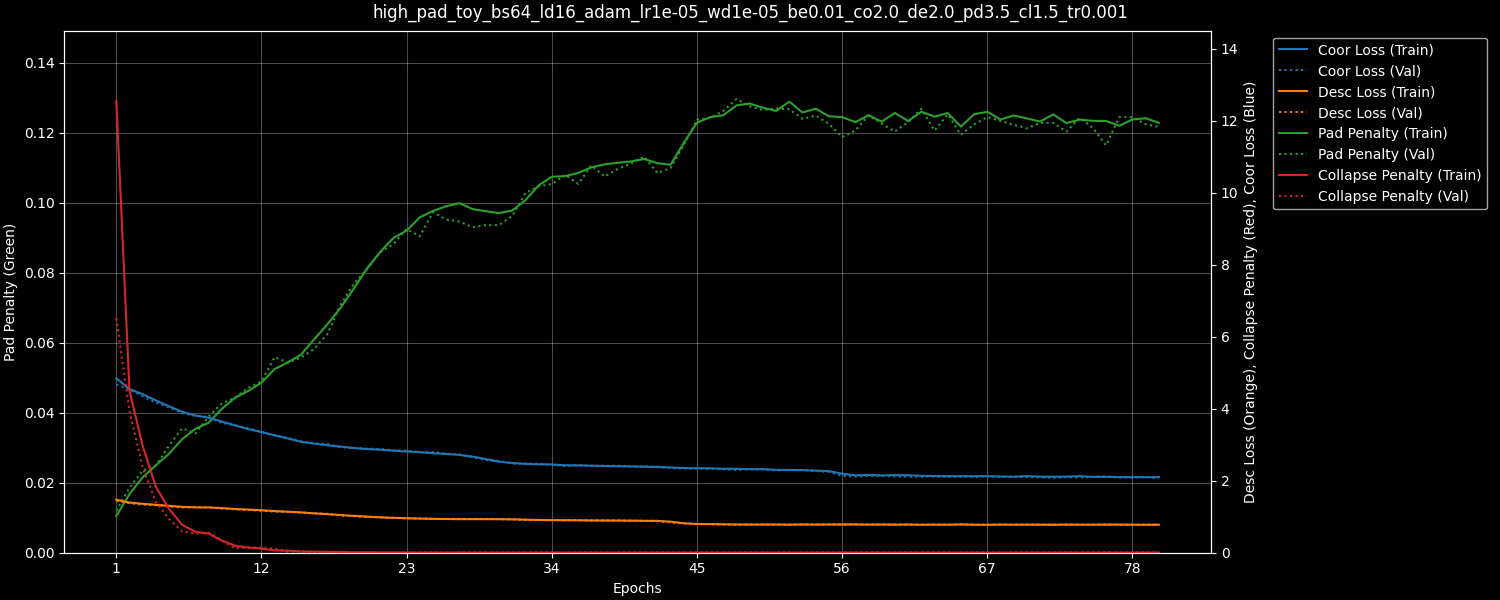 high_pad_toy_bs64_ld16_adam_lr1e-05_wd1e-05_be0.01_co2.0_de2.0_pd3.5_cl1.5_tr0.001
Pad Penalty (Green)
0.14
0.12
0.10
0.08
0.06
0.04
0.02
0.00
1
12
23
34
45
56
67
78
Epochs
14
12
10
8
6
4
2
0
Desc Loss (Orange), Collapse Penalty (Red), Coor Loss (Blue)
Coor Loss (Train)
Coor Loss (Val)
Desc Loss (Train)
Desc Loss (Val)
Pad Penalty (Train)
Pad Penalty (Val)
Collapse Penalty (Train)
Collapse Penalty (Val)